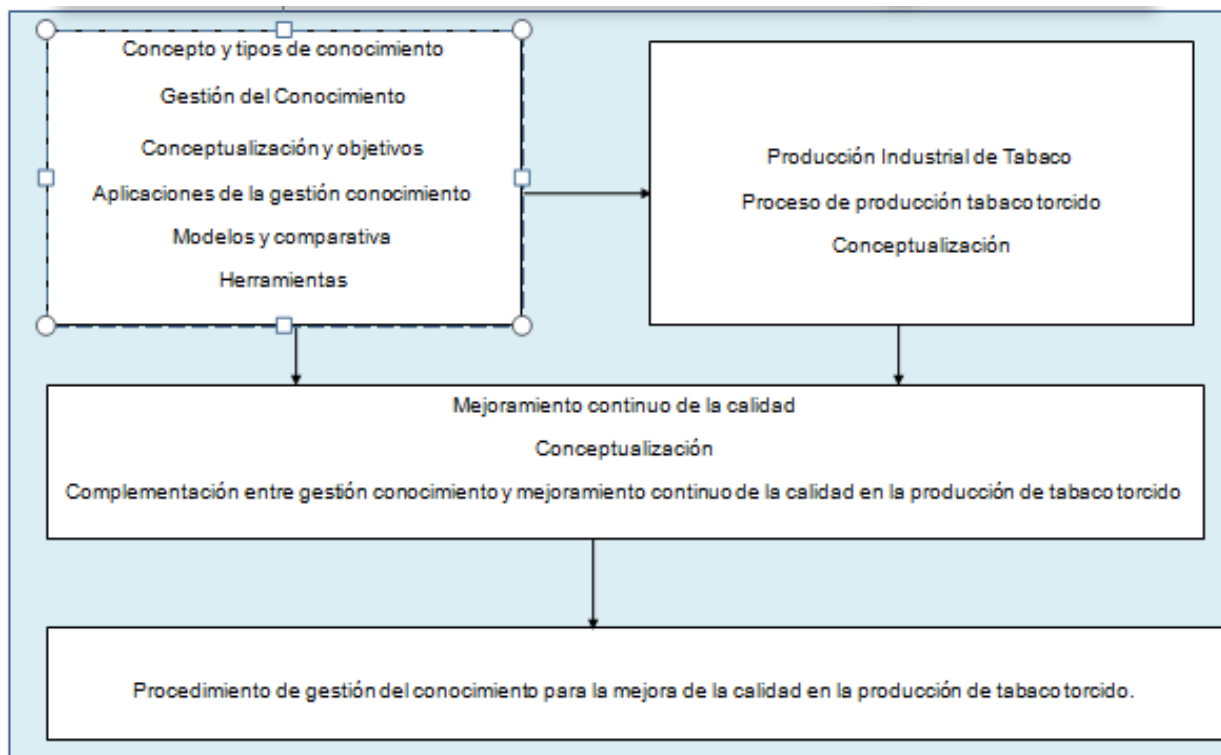 Concepto y tipos de conocimiento
Gestión del Conocimiento
Conceptualización y objetivos
Aplicaciones de la gestión conocimiento
Modelos y comparativa
Herramientas
Producción Industrial de Tabaco
Proceso de producción tabaco torcido
Conceptualización
Mejoramiento continuo de la calidad
Conceptualización
Complementación entre gestión conocimiento y mejoramiento continuo de la calidad en la producción de tabaco torcido
Procedimiento de gestión del conocimiento para la mejora de la calidad en la producción de tabaco torcido.